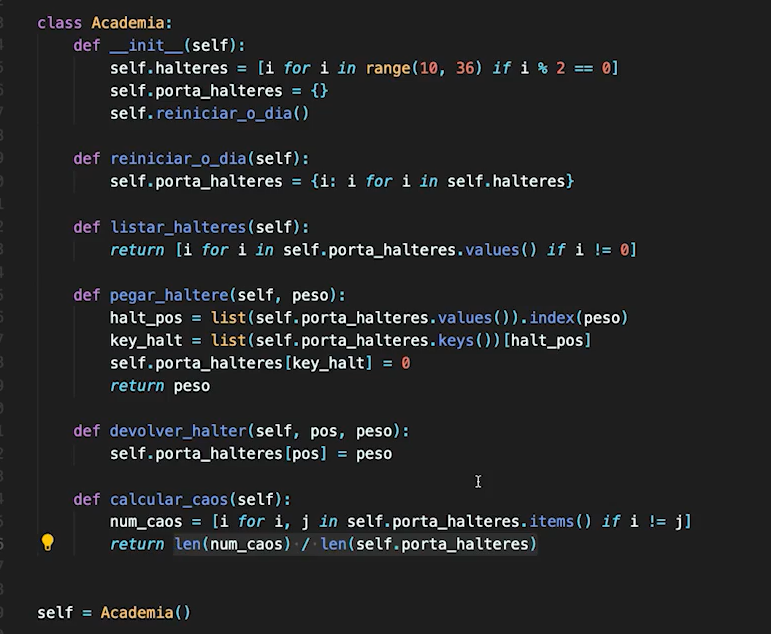 class Academia:
    def __init__(self):
        self.halteres = [i for i in range(10, 36) if i % 2 == 0]
        self.porta_halteres = {}
        self.reiniciar_o_dia()
    def reiniciar_o_dia(self):
        self.porta_halteres = {i: i for i in self.halteres}
    def listar_halteres(self):
        return [i for i in self.porta_halteres.values() if i != 0]
    def pegar_haltere(self, peso):
        halt_pos = list(self.porta_halteres.values()).index(peso)
        key_halt = list(self.porta_halteres.keys())[halt_pos]
        self.porta_halteres[key_halt] = 0
        return peso
    def devolver_halter(self, pos, peso):
        self.porta_halteres[pos] = peso
    def calcular_caos(self):
        num_caos = [i for i, j in self.porta_halteres.items() if i != j]
        return len(num_caos) / len(self.porta_halteres)
self = Academia()